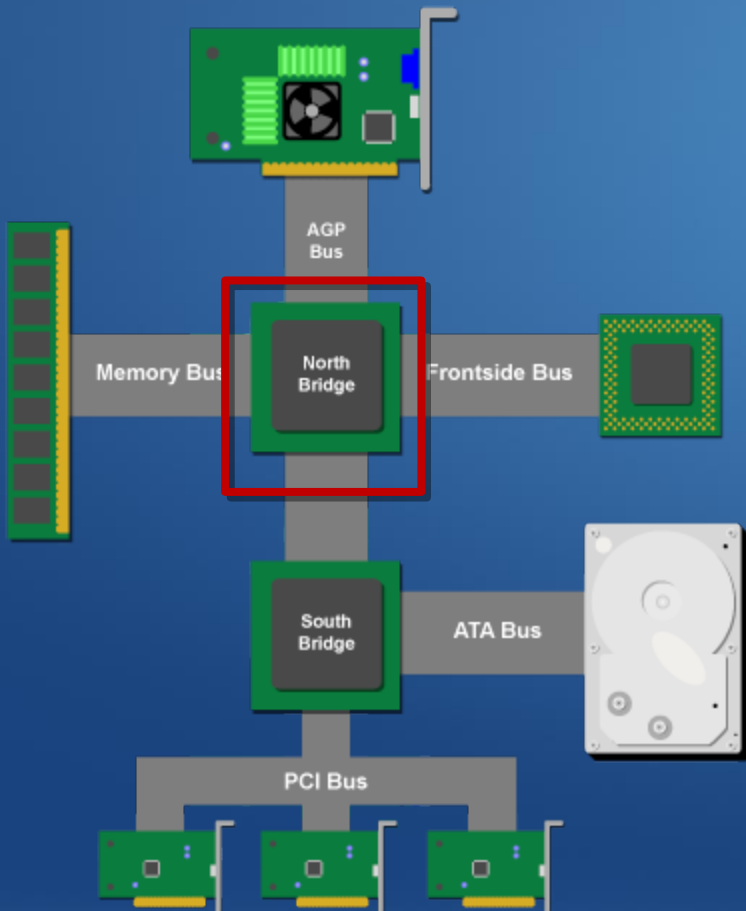 AGP
Bus
Memory Bus
North
Bridge
Frontside Bus
South
Bridge
ATA Bus
PCI Bus